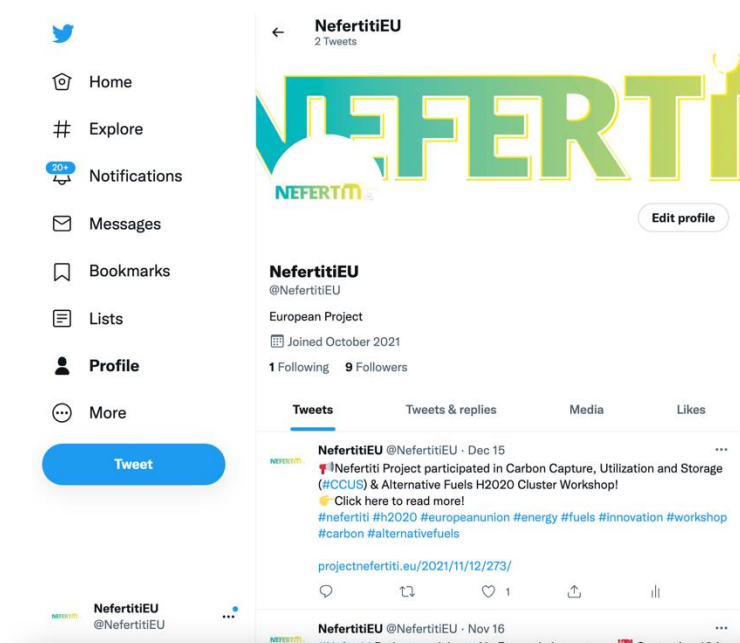 NefertitiEU
2 Tweets
Home
Explore
20+
Notifications
Messages
Bookmarks
Lists
Profile
More
Tweet
NefertitiEU
@NefertitiEU
NEFERTI
NEFERTITI
Edit profile
NefertitiEU
@NefertitiEU
European Project
Joined October 2021
1 Following 9 Followers
Tweets Tweets & replies Media Likes
NEFERTITI
NefertitiEU @NefertitiEU · Dec 15
Nefertiti Project participated in Carbon Capture, Utilization and Storage
(#CCUS) & Alternative Fuels H2020 Cluster Workshop!
Click here to read more!
#nefertiti #h2020 #europeanunion #energy #fuels #innovation #workshop
#carbon #alternativefuels
projectnefertiti.eu/2021/11/12/273/
1
NefertitiEU @NefertitiEU · Nov 16